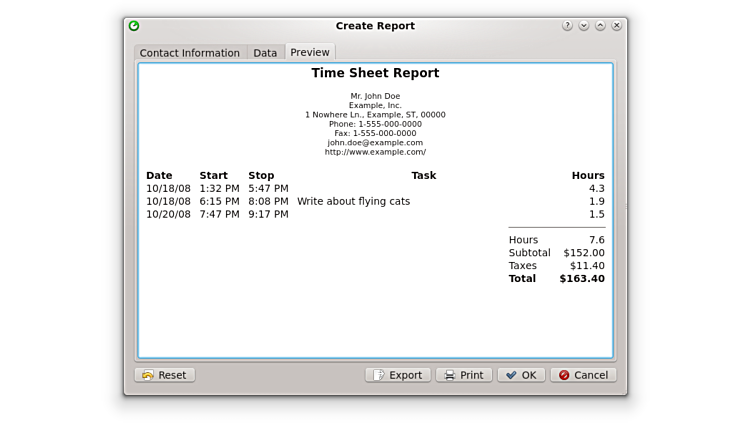 Create Report
Contact Information Data Preview
Time Sheet Report
Mr. John Doe
Example, Inc.
1 Nowhere Ln., Example, ST, 00000
Phone: 1-555-000-0000
Fax: 1-555-000-0000
john.doe@example.com
http://www.example.com/
Date Start Stop Task Hours
10/18/08 1:32 PM 5:47 PM 4.3
10/18/08 6:15 PM 8:08 PM Write about flying cats 1.9
10/20/08 7:47 PM 9:17 PM 1.5
Hours 7.6
Subtotal $152.00
Taxes $11.40
Total $163.40
Reset Export Print OK Cancel